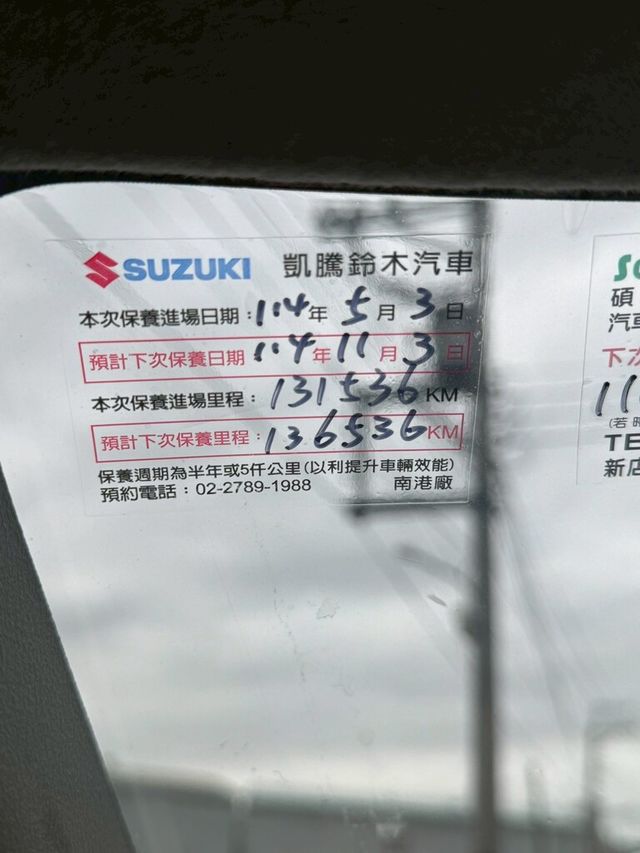 SUZUKI 凱騰鈴木汽車
本次保養進場日期：114年5月3日
預計下次保養日期 114年11月3日
本次保養進場里程：131536KM
預計下次保養里程：136536KM
保養週期為半年或5仟公里(以利提升車輛效能)
預約電話：02-2789-1988 南港廠
碩
汽車
下次
(若
TE
新店